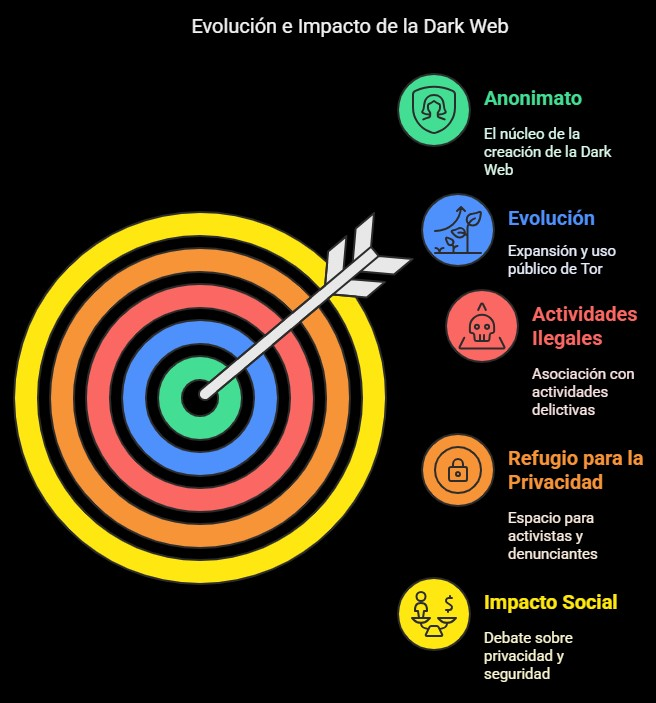 Evolución e Impacto de la Dark Web
Anonimato
El núcleo de la
creación de la Dark
Web
Evolución
Expansión y uso
público de Tor
Actividades
Ilegales
Asociación con
actividades
delictivas
Refugio para la
Privacidad
Espacio para
activistas y
denunciantes
$
Impacto Social
Debate sobre
privacidad y
seguridad